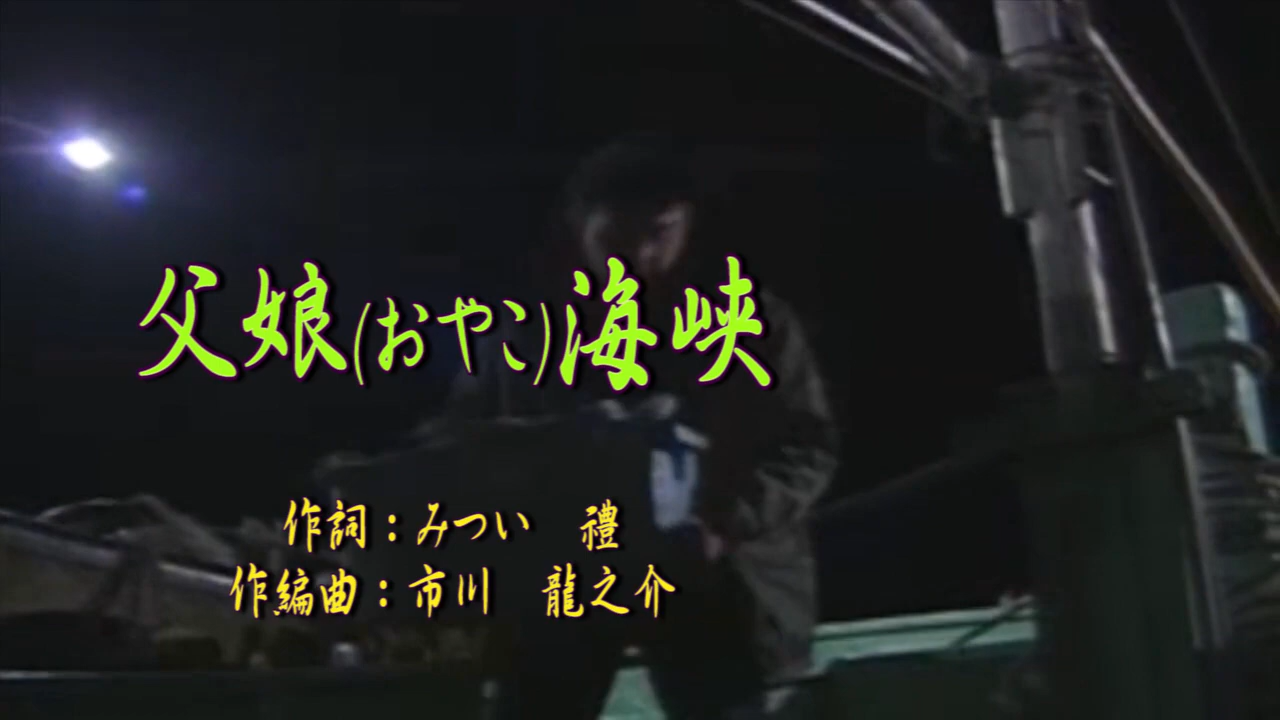 父娘(おやこ)海峡
作詞：みつい　禮
作編曲：市川　龍之介